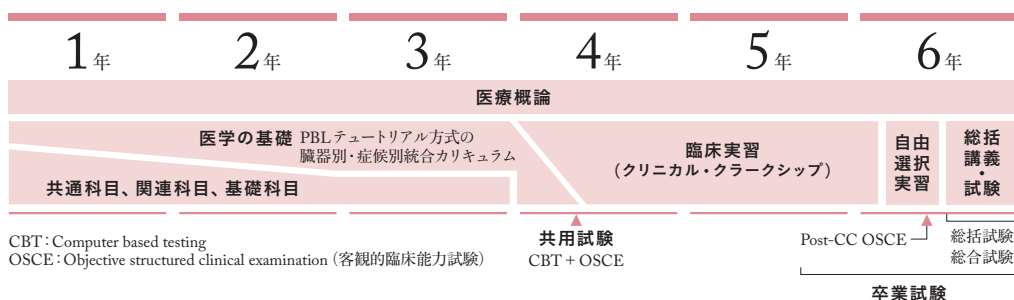 1年 2年 3年 4年 5年 6年
医療概論
医学の基礎 PBLテュートリアル方式の
臓器別・症候別統合カリキュラム
共通科目、関連科目、基礎科目
臨床実習
(クリニカル・クラークシップ)
自由
選択
実習
総括
講義
・
試験
CBT:Computer based testing
OSCE:Objective structured clinical examination(客観的臨床能力試験)
共用試験
CBT + OSCE
Post-CC OSCE
総括試験
総合試験
卒業試験